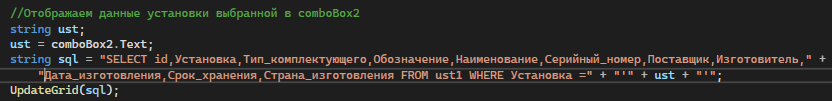 //Отображаем данные установки выбранной в comboBox2
string ust;
ust = comboBox2.Text;
string sql = "SELECT id,Установка,Тип_комплектующего,Обозначение,Наименование,Серийный_номер,Поставщик,Изготовитель," +
"Дата_изготовления,Срок_хранения,Страна_изготовления FROM ust1 WHERE Установка =" + "'" + ust + "'";
UpdateGrid(sql);